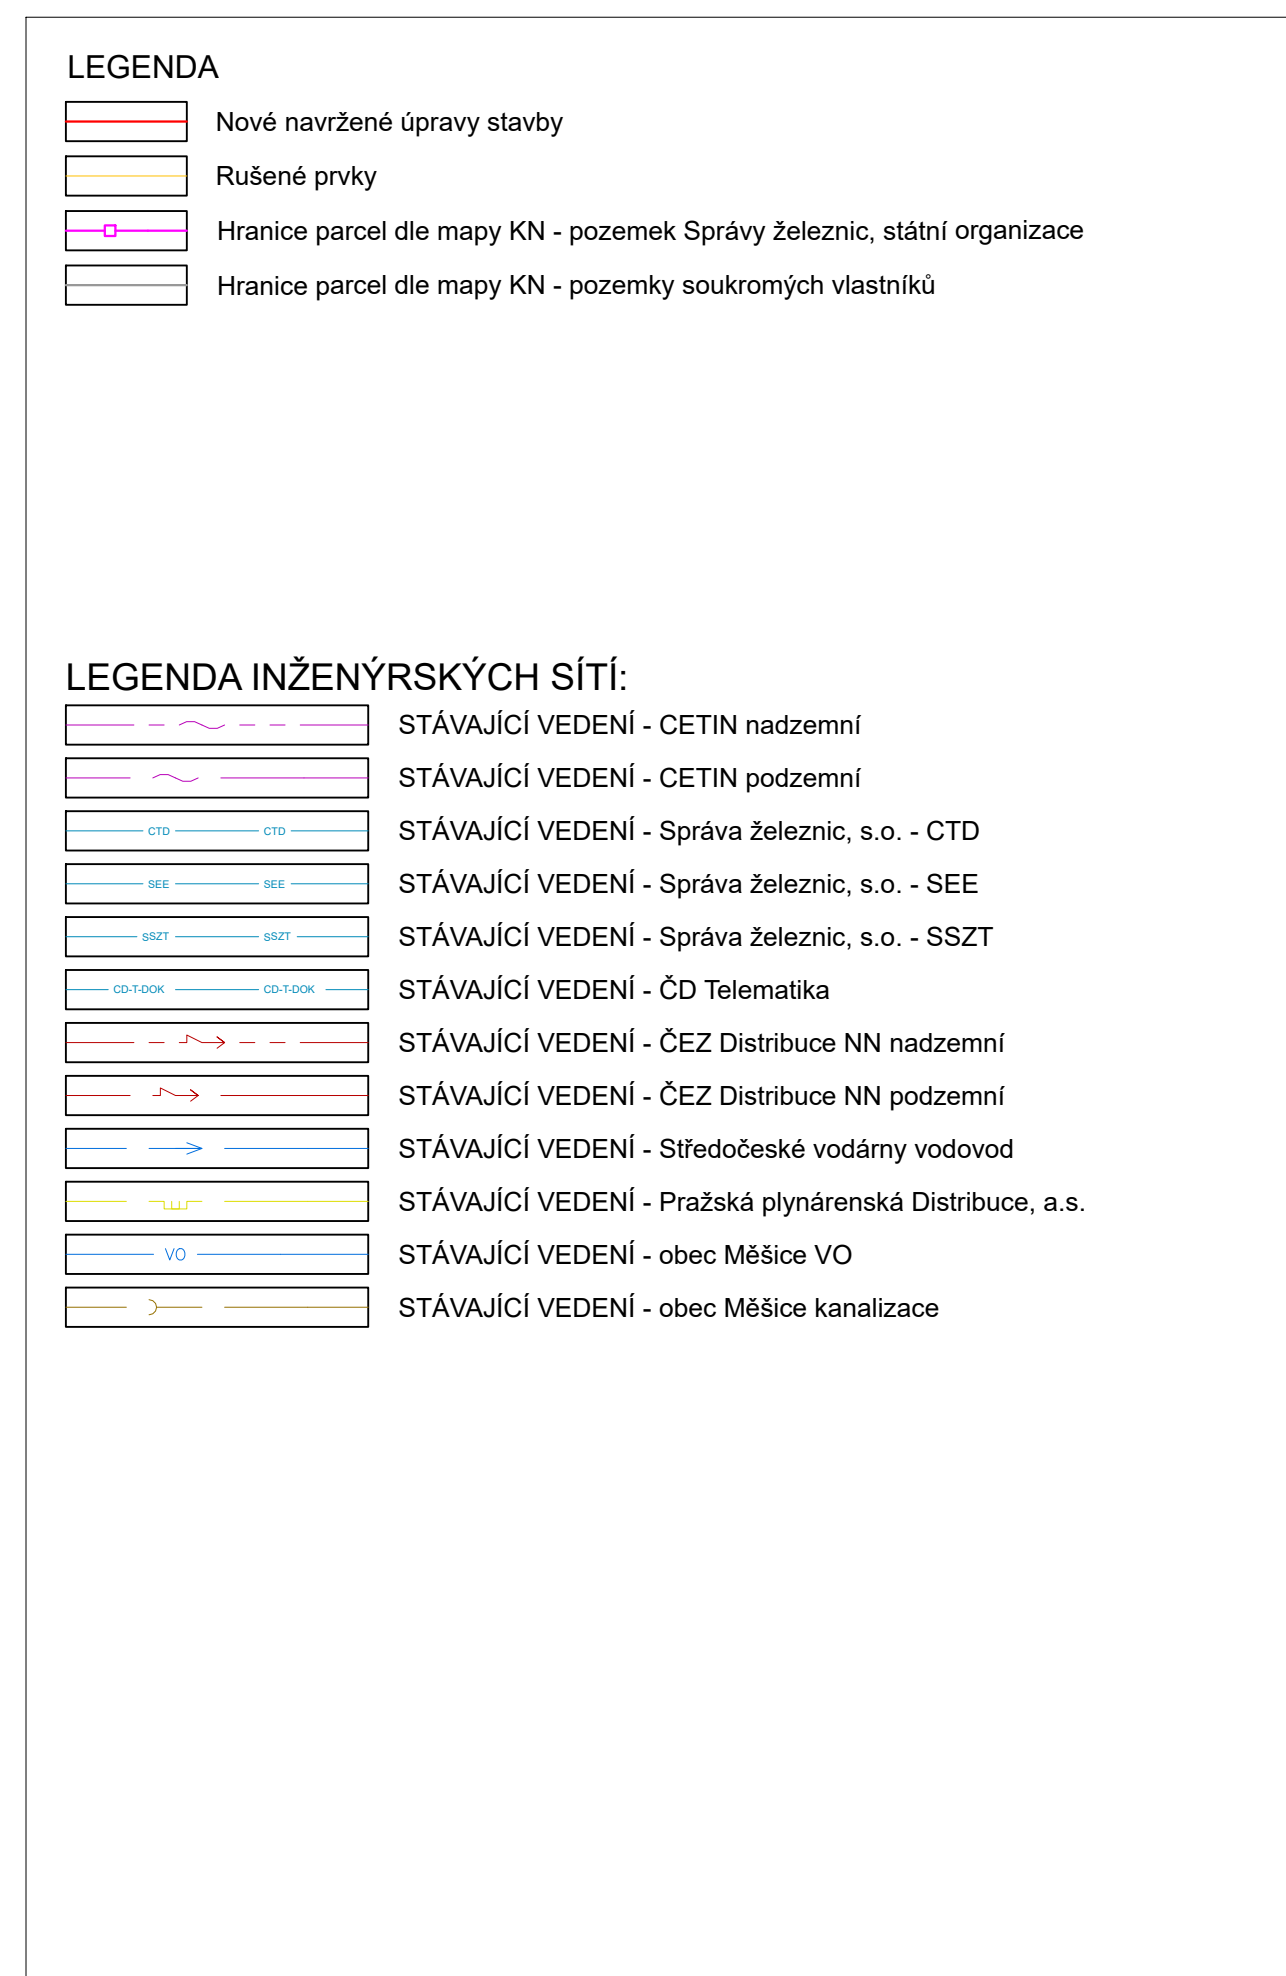 LEGENDA
Nové navržené úpravy stavby
Rušené prvky
Hranice parcel dle mapy KN - pozemek Správy železnic, státní organizace
Hranice parcel dle mapy KN - pozemky soukromých vlastníků
LEGENDA INŽENÝRSKÝCH SÍTÍ:
STÁVAJÍCÍ VEDENÍ - CETIN nadzemní
STÁVAJÍCÍ VEDENÍ - CETIN podzemní
CTD CTD STÁVAJÍCÍ VEDENÍ - Správa železnic, s.o. - CTD
SEE SEE STÁVAJÍCÍ VEDENÍ - Správa železnic, s.o. - SEE
SSZT SSZT STÁVAJÍCÍ VEDENÍ - Správa železnic, s.o. - SSZT
CD-T-DOK CD-T-DOK STÁVAJÍCÍ VEDENÍ - ČD Telematika
STÁVAJÍCÍ VEDENÍ - ČEZ Distribuce NN nadzemní
STÁVAJÍCÍ VEDENÍ - ČEZ Distribuce NN podzemní
STÁVAJÍCÍ VEDENÍ - Středočeské vodárny vodovod
STÁVAJÍCÍ VEDENÍ - Pražská plynárenská Distribuce, a.s.
VO STÁVAJÍCÍ VEDENÍ - obec Měšice VO
STÁVAJÍCÍ VEDENÍ - obec Měšice kanalizace